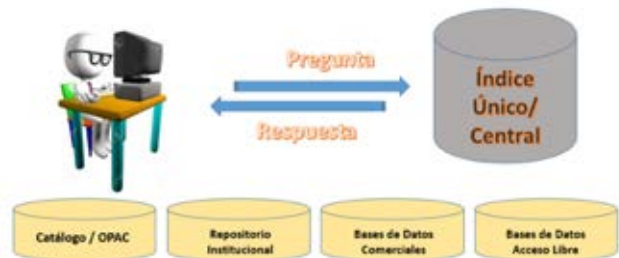 Pregunta
Respuesta
Índice
Único/
Central
Catálogo / OPAC
Repositorio
Institucional
Bases de Datos
Comerciales
Bases de Datos
Acceso Libre